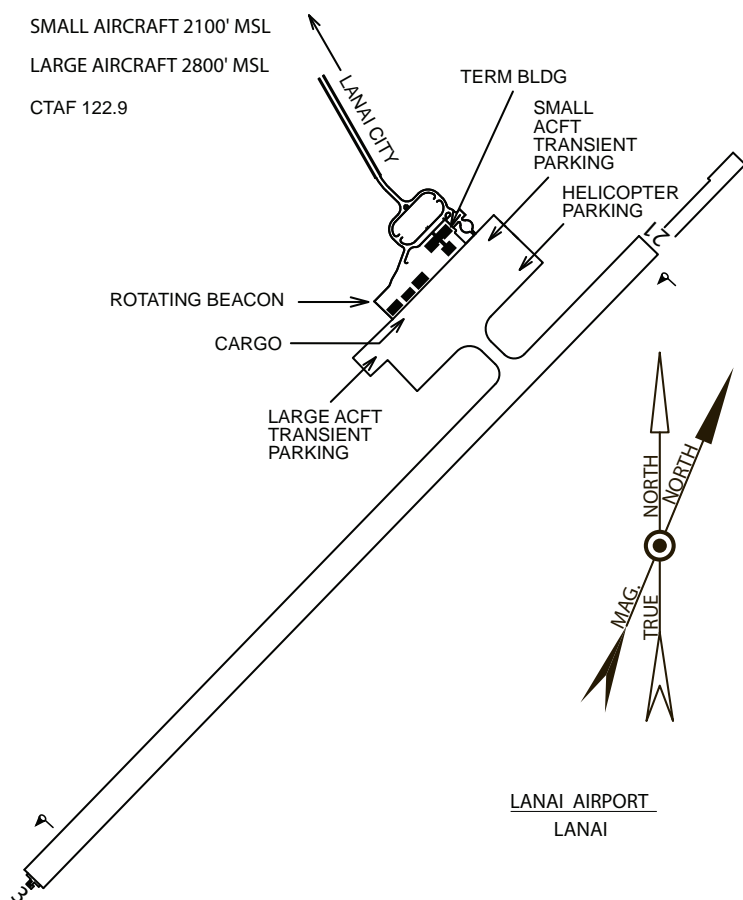 SMALL AIRCRAFT 2100' MSL
LARGE AIRCRAFT 2800' MSL
CTAF 122.9
LANAI CITY
TERM BLDG
SMALL
ACFT
TRANSIENT
PARKING
HELICOPTER
PARKING
21
ROTATING BEACON
CARGO
LARGE ACFT
TRANSIENT
PARKING
NORTH
NORTH
MAG.
TRUE
LANAI AIRPORT
LANAI
3